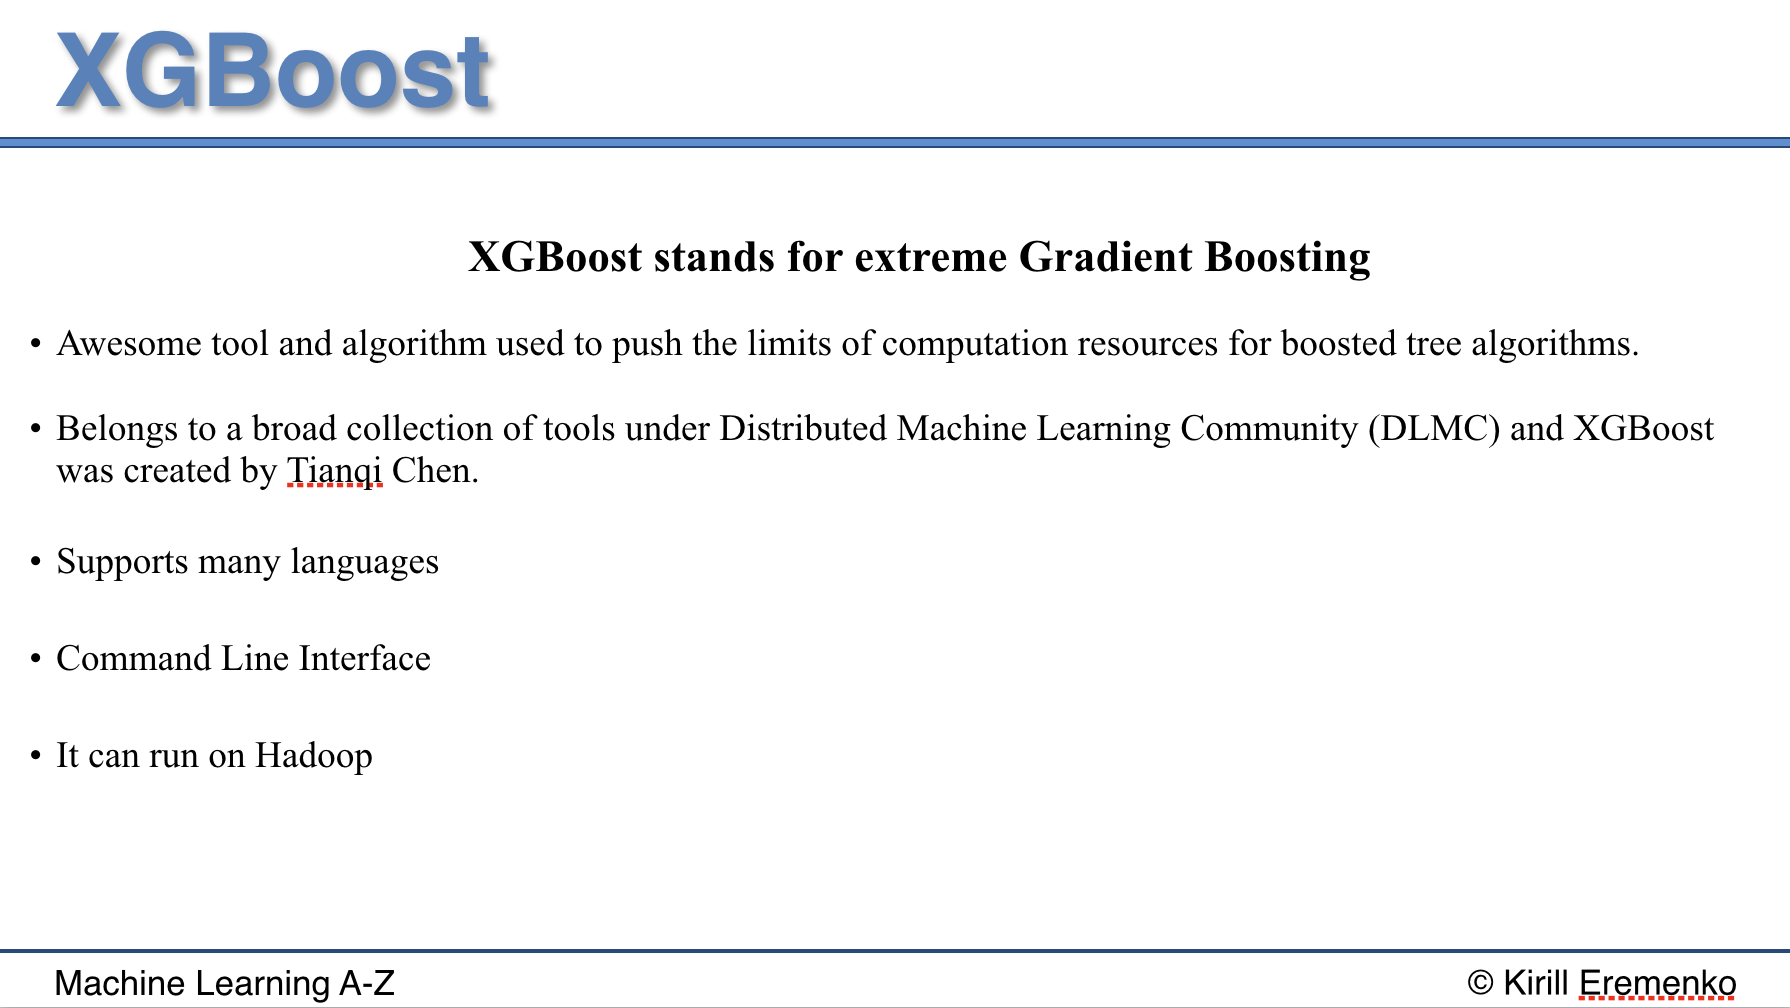 XGBoost
XGBoost stands for extreme Gradient Boosting
• Awesome tool and algorithm used to push the limits of computation resources for boosted tree algorithms.
• Belongs to a broad collection of tools under Distributed Machine Learning Community (DLMC) and XGBoost
was created by Tianqi Chen.
• Supports many languages
• Command Line Interface
• It can run on Hadoop
Machine Learning A-Z
© Kirill Eremenko